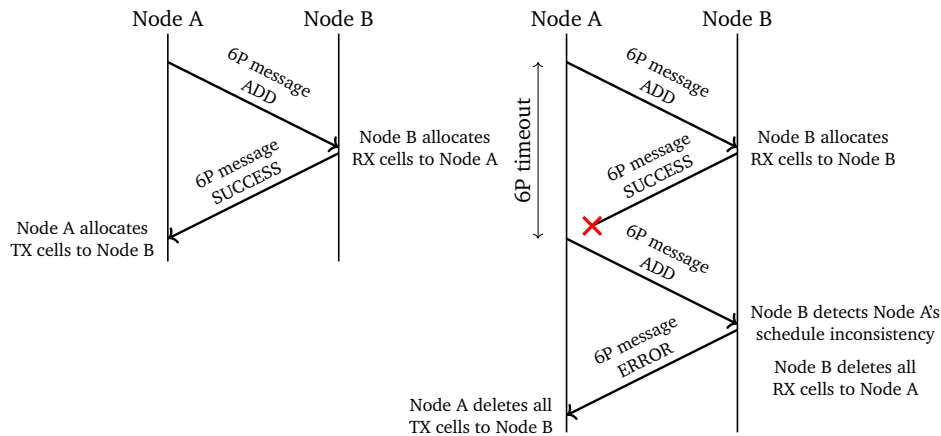 Node A
Node B
6P message
ADD
Node B allocates
RX cells to Node A
6P message
SUCCESS
Node A allocates
TX cells to Node B
Node A
Node B
6P timeout
6P message
ADD
Node B allocates
RX cells to Node B
6P message
SUCCESS
6P message
ADD
Node B detects Node A's
schedule inconsistency
6P message
ERROR
Node B deletes all
RX cells to Node A
Node A deletes all
TX cells to Node B